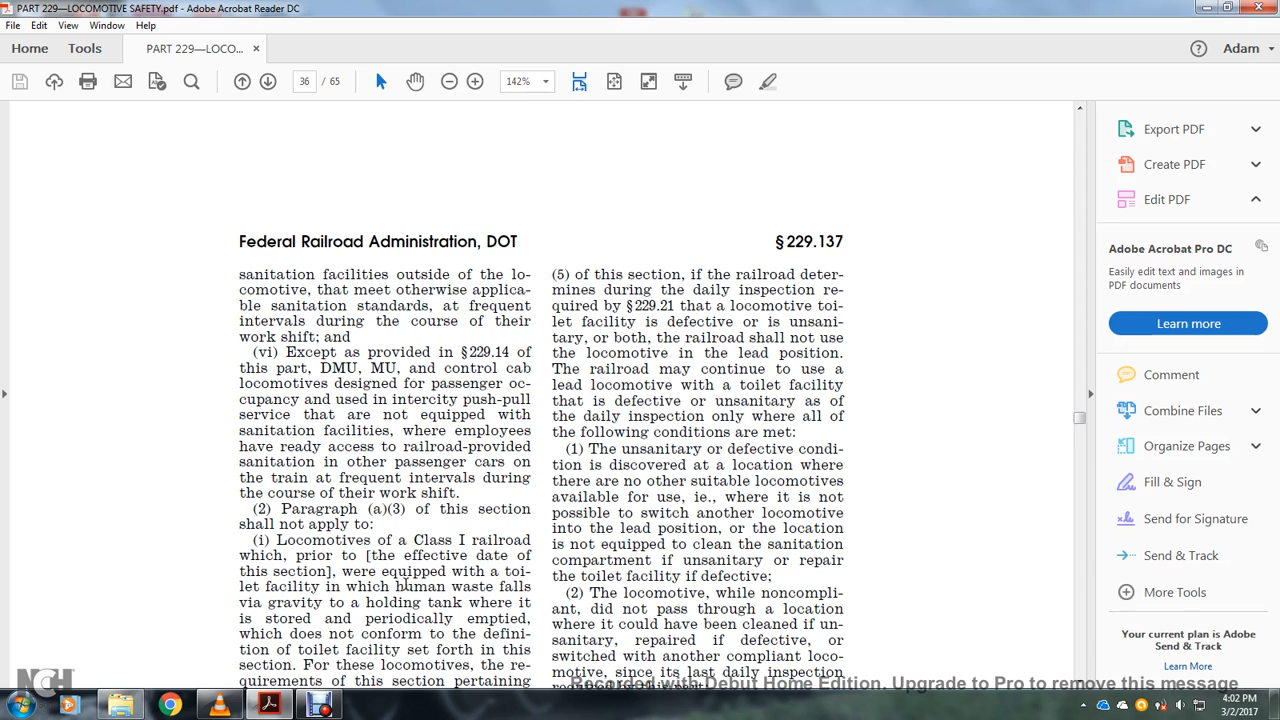 PART 229—LOCOMOTIVE SAFETY.pdf - Adobe Acrobat Reader DC
File Edit View Window Help
Home Tools PART 229—LOCO... × Adam
36 / 65 142%
Federal Railroad Administration, DOT
§ 229.137
sanitation facilities outside of the lo-
comotive, that meet otherwise applica-
ble sanitation standards, at frequent
intervals during the course of their
work shift; and
(vi) Except as provided in § 229.14 of
this part, DMU, MU, and control cab
locomotives designed for passenger oc-
cupancy and used in intercity push-pull
service that are not equipped with
sanitation facilities, where employees
have ready access to railroad-provided
sanitation in other passenger cars on
the train at frequent intervals during
the course of their work shift.
(2) Paragraph (a)(3) of this section
shall not apply to:
(i) Locomotives of a Class I railroad
which, prior to [the effective date of
this section], were equipped with a toi-
let facility in which human waste falls
via gravity to a holding tank where it
is stored and periodically emptied,
which does not conform to the defini-
tion of toilet facility set forth in this
section. For these locomotives, the re-
quirements of this section pertaining
(5) of this section, if the railroad deter-
mines during the daily inspection re-
quired by § 229.21 that a locomotive toi-
let facility is defective or is unsani-
tary, or both, the railroad shall not use
the locomotive in the lead position.
The railroad may continue to use a
lead locomotive with a toilet facility
that is defective or unsanitary as of
the daily inspection only where all of
the following conditions are met:
(1) The unsanitary or defective condi-
tion is discovered at a location where
there are no other suitable locomotives
available for use, ie., where it is not
possible to switch another locomotive
into the lead position, or the location
is not equipped to clean the sanitation
compartment if unsanitary or repair
the toilet facility if defective;
(2) The locomotive, while noncompli-
ant, did not pass through a location
where it could have been cleaned if un-
sanitary, repaired if defective, or
switched with another compliant loco-
motive, since its last daily inspection
Export PDF
Create PDF
Edit PDF
Adobe Acrobat Pro DC
Easily edit text and images in
PDF documents
Learn more
Comment
Combine Files
Organize Pages
Fill & Sign
Send for Signature
Send & Track
More Tools
Your current plan is Adobe
Send & Track
Learn More
NCH
Recorded with Debut Home Edition. Upgrade to Pro to remove this message
4:02 PM
3/2/2017